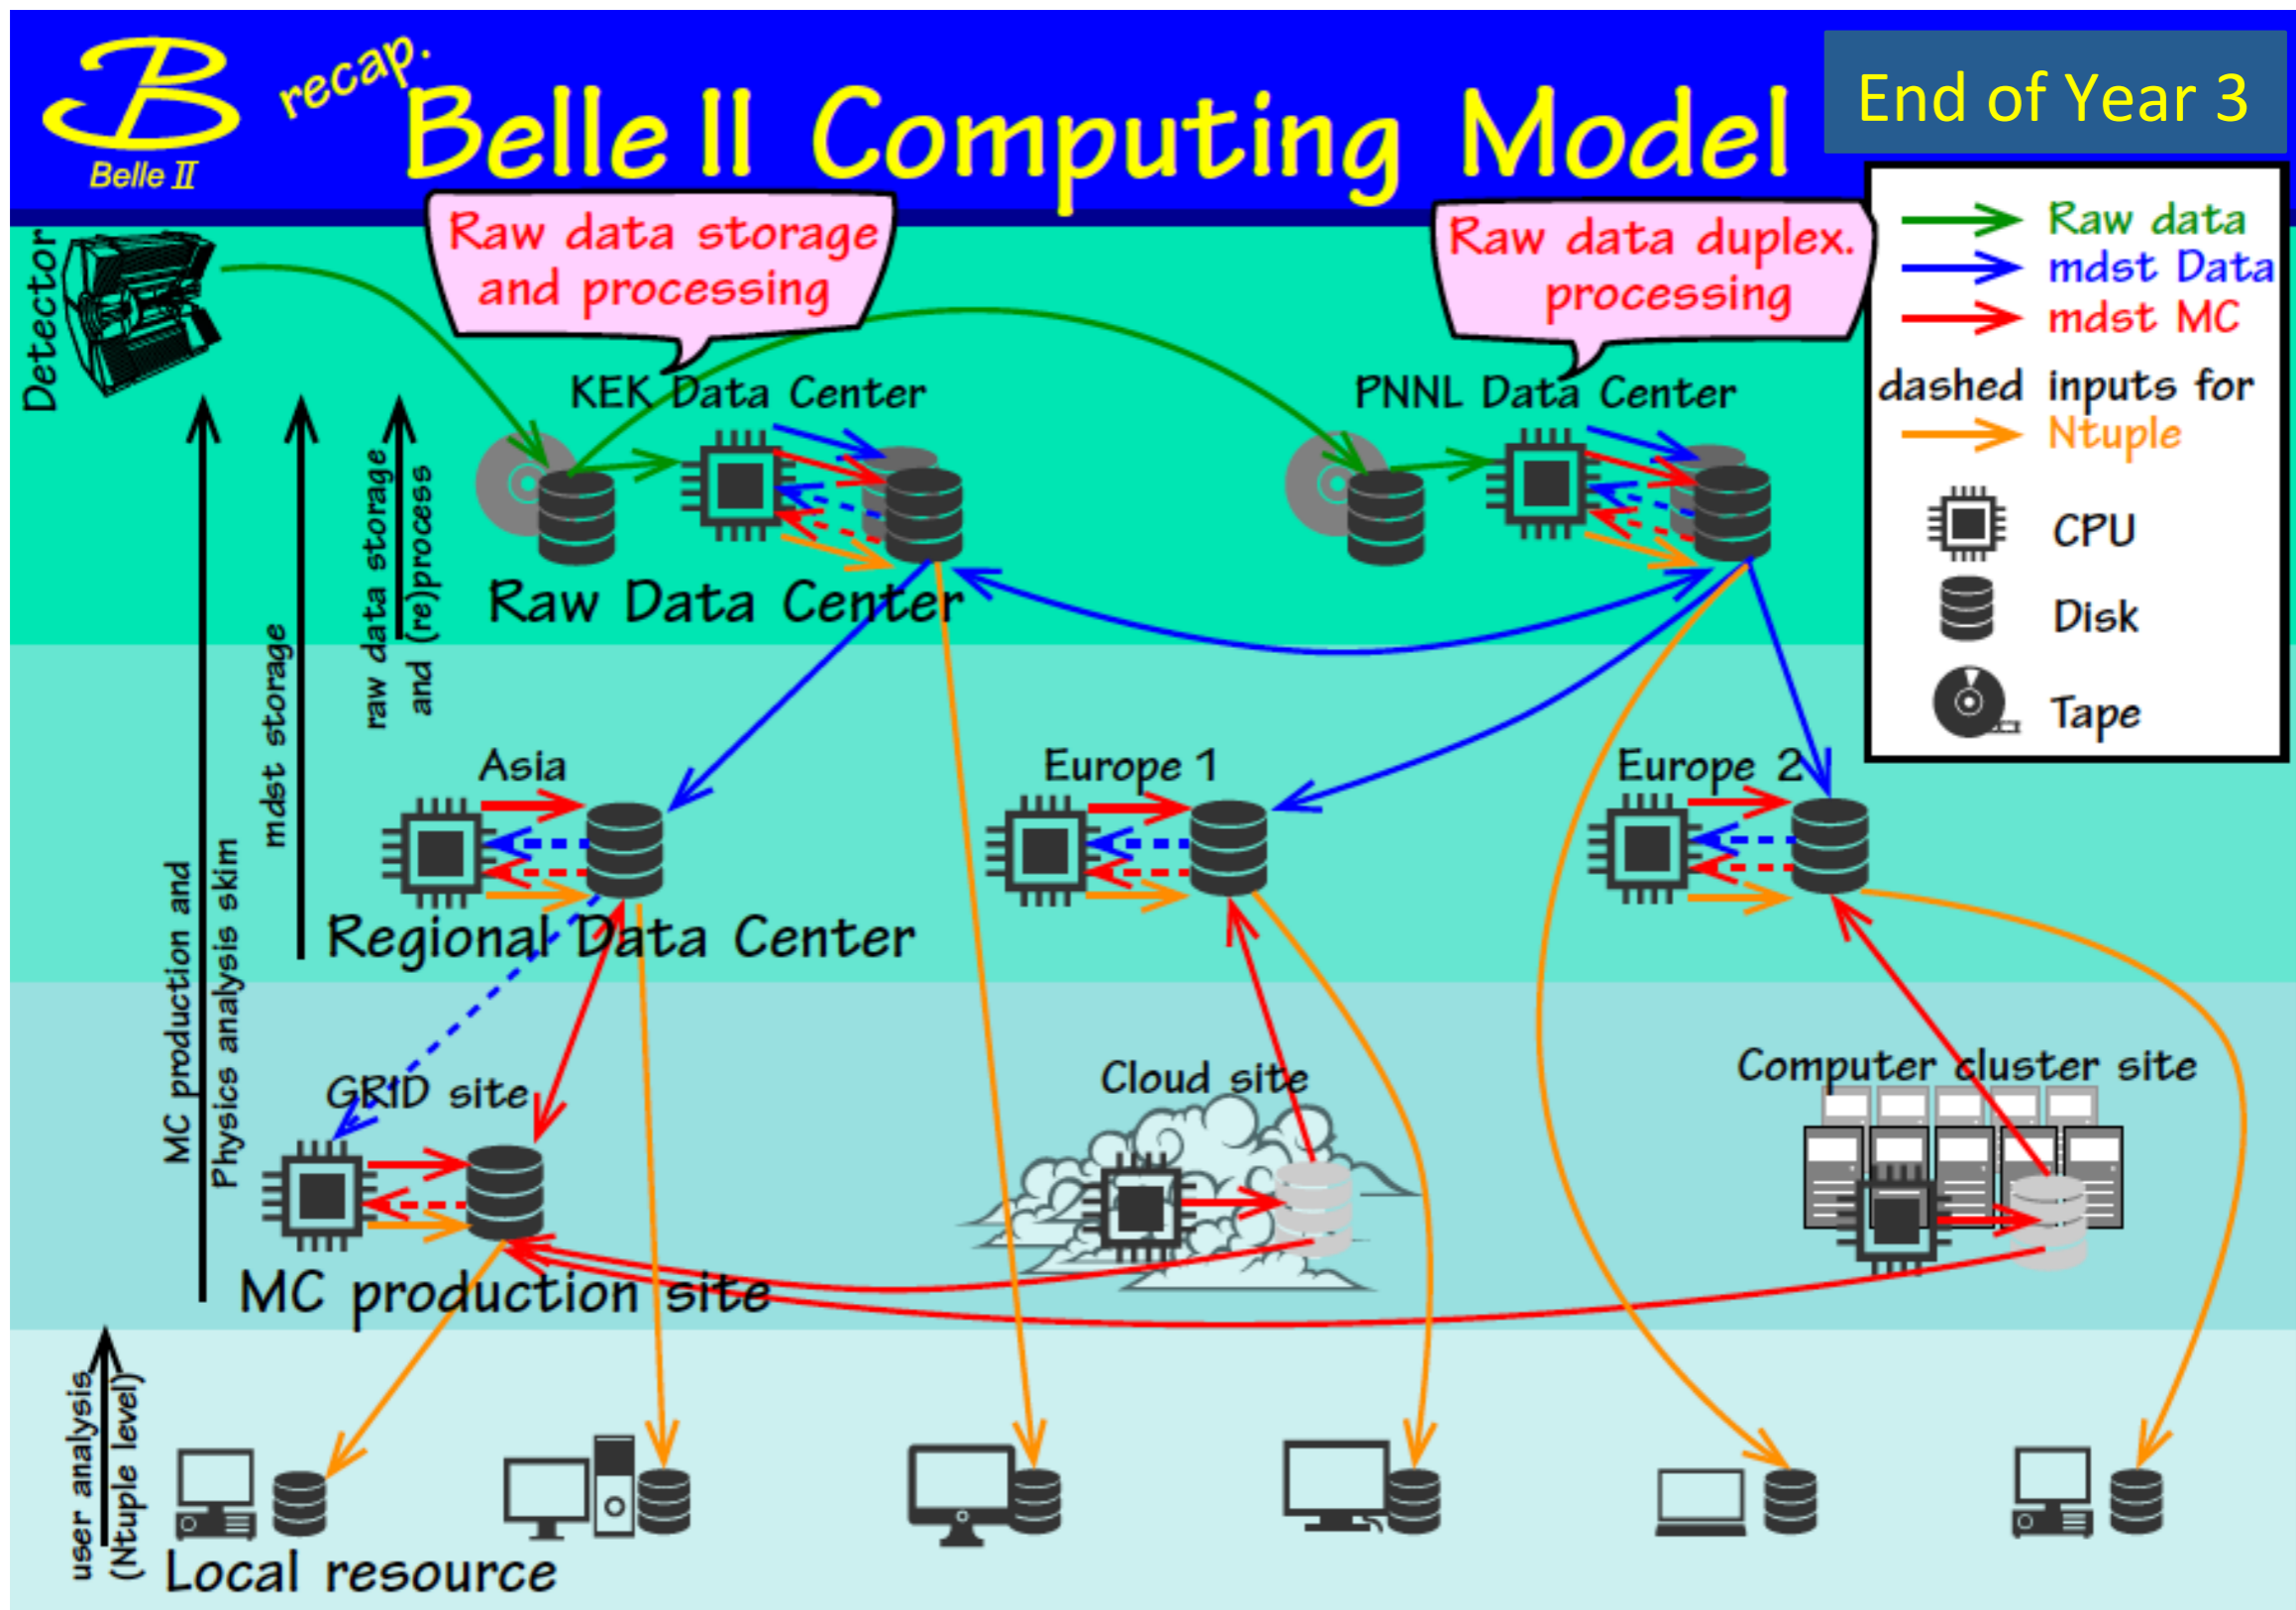 Belle II
recap.
Belle II Computing Model
End of Year 3
Raw data
mdst Data
mdst MC
dashed inputs for
Ntuple
CPU
Disk
Tape
Detector
Raw data storage
and processing
Raw data duplex.
processing
KEK Data Center
PNNL Data Center
Raw Data Center
raw data storage
and (re)process
mdst storage
MC production and
Physics analysis skim
Asia
Europe 1
Europe 2
Regional Data Center
GRID site
Cloud site
Computer cluster site
MC production site
user analysis
(Ntuple level)
Local resource